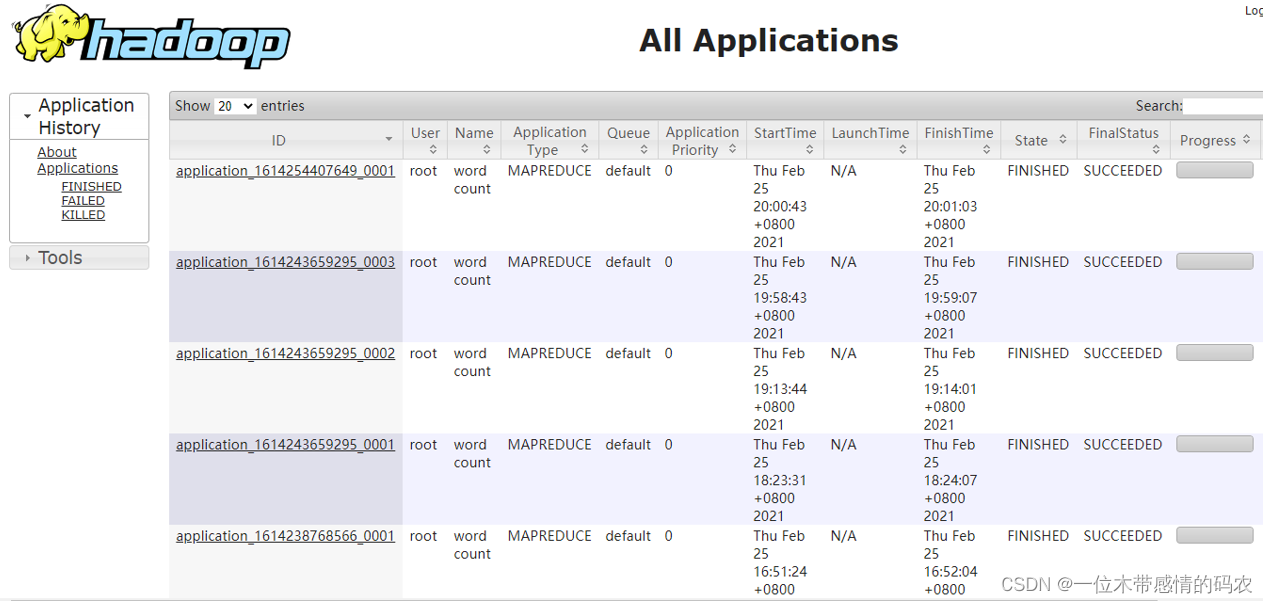 hadoop
Log
All Applications
Application
History
About
Applications
FINISHED
FAILED
KILLED
Tools
Show 20 entries
Search:
ID User Name Application Type Queue Application Priority StartTime LaunchTime FinishTime State FinalStatus Progress
application_1614254407649_0001 root word MAPREDUCE default 0 Thu Feb N/A Thu Feb FINISHED SUCCEEDED
count 25 25
20:00:43 20:01:03
+0800 +0800
2021 2021
application_1614243659295_0003 root word MAPREDUCE default 0 Thu Feb N/A Thu Feb FINISHED SUCCEEDED
count 25 25
19:58:43 19:59:07
+0800 +0800
2021 2021
application_1614243659295_0002 root word MAPREDUCE default 0 Thu Feb N/A Thu Feb FINISHED SUCCEEDED
count 25 25
19:13:44 19:14:01
+0800 +0800
2021 2021
application_1614243659295_0001 root word MAPREDUCE default 0 Thu Feb N/A Thu Feb FINISHED SUCCEEDED
count 25 25
18:23:31 18:24:07
+0800 +0800
2021 2021
application_1614238768566_0001 root word MAPREDUCE default 0 Thu Feb N/A Thu Feb FINISHED SUCCEEDED
count 25 25
16:51:24 16:52:04
+0800 +0800
CSDN @一位木带感情的码农